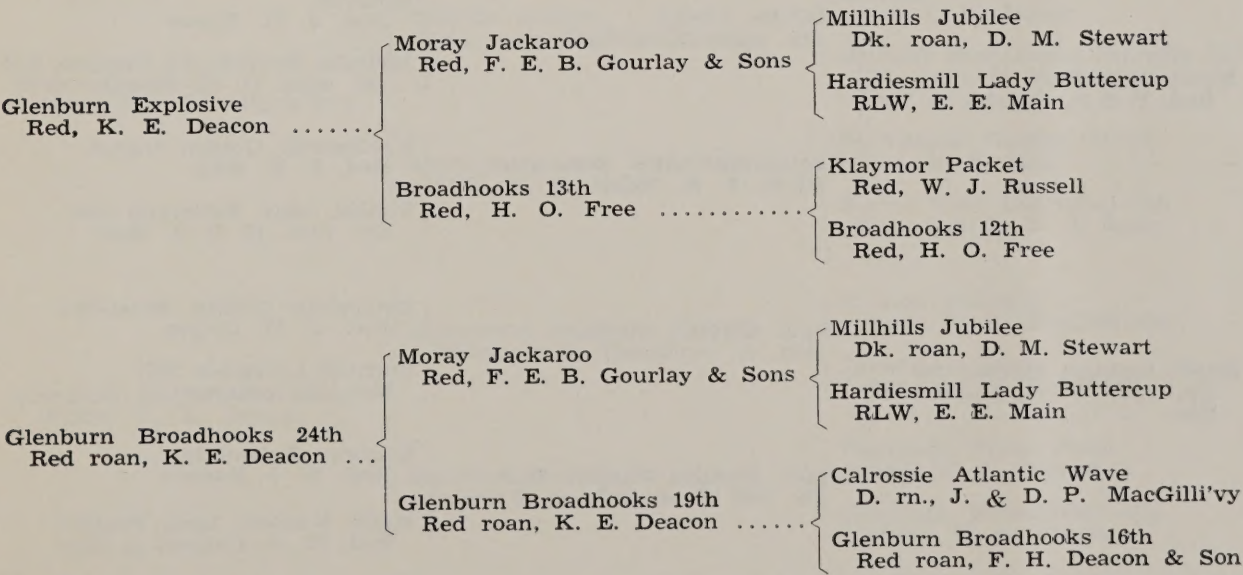 Millhills Jubilee
Dk. roan, D. M. Stewart
Moray Jackaroo
Red, F. E. B. Gourlay & Sons
Hardiesmill Lady Buttercup
RLW, E. E. Main
Glenburn Explosive
Red, K. E. Deacon .......
Klaymor Packet
Red, W. J. Russell
Broadhooks 13th
Red, H. O. Free .............
Broadhooks 12th
Red, H. O. Free
Millhills Jubilee
Dk. roan, D. M. Stewart
Moray Jackaroo
Red, F. E. B. Gourlay & Sons
Hardiesmill Lady Buttercup
RLW, E. E. Main
Glenburn Broadhooks 24th
Red roan, K. E. Deacon ...
Calrossie Atlantic Wave
D. rn., J. & D. P. MacGilli'vy
Glenburn Broadhooks 19th
Red roan, K. E. Deacon ......
Glenburn Broadhooks 16th
Red roan, F. H. Deacon & Son